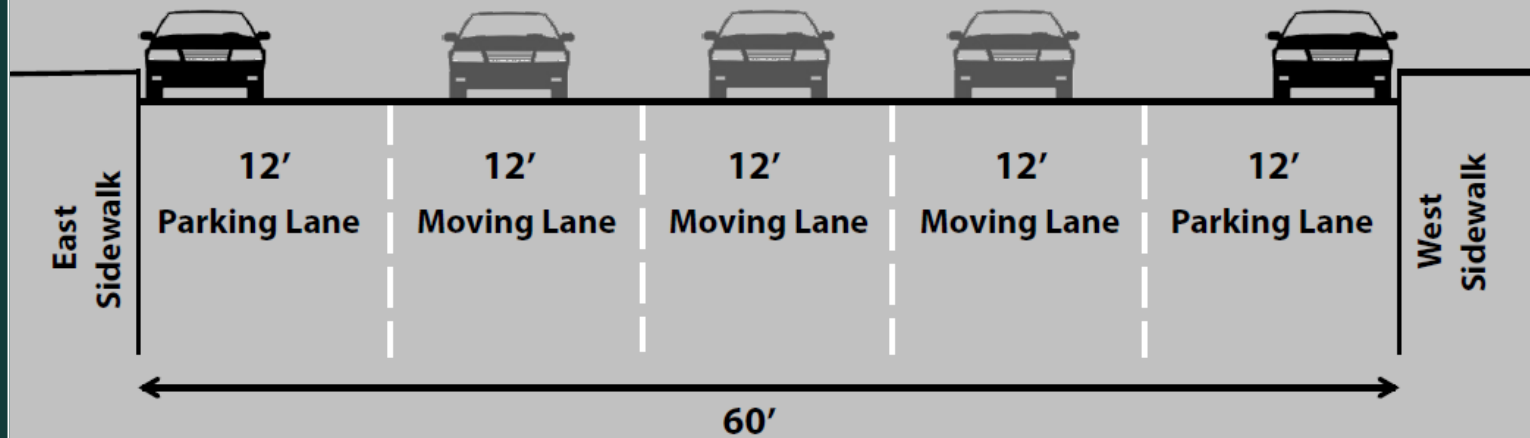 East
Sidewalk
12'
Parking Lane
12'
Moving Lane
12'
Moving Lane
12'
Moving Lane
12'
Parking Lane
West
Sidewalk
60'